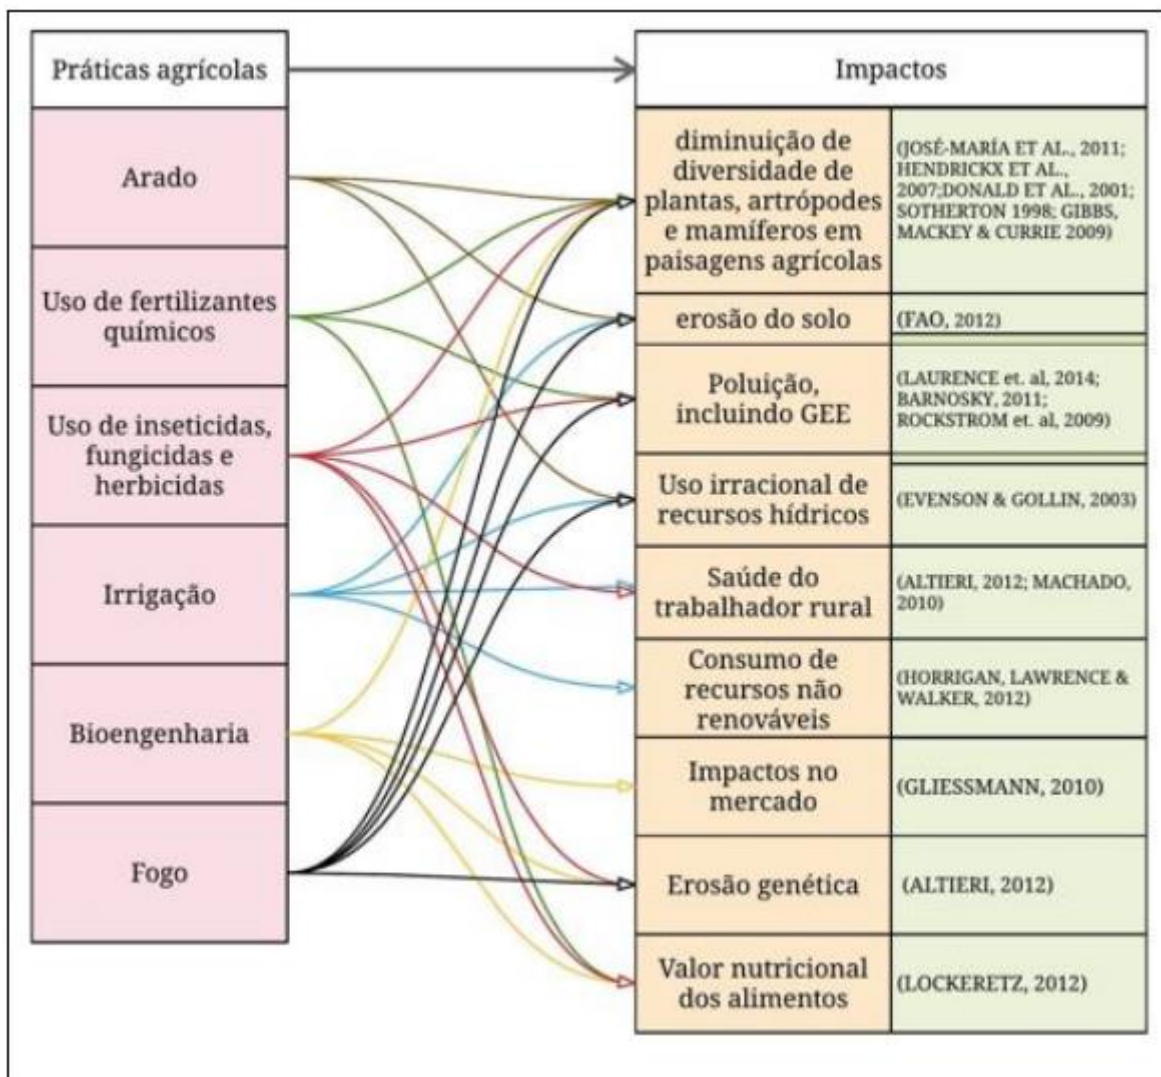 Práticas agrícolas
Impactos
Arado
Uso de fertilizantes
químicos
Uso de inseticidas,
fungicidas e
herbicidas
Irrigação
Bioengenharia
Fogo
diminuição de
diversidade de
plantas, artrópodes
e mamíferos em
paisagens agrícolas
(JOSÉ-MARÍA ET AL., 2011;
HENDRICKX ET AL.,
2007;DONALD ET AL., 2001;
SOTHERTON 1998; GIBBS,
MACKEY & CURRIE 2009)
erosão do solo
(FAO, 2012)
Poluição,
incluindo GEE
(LAURENCE et. al, 2014;
BARNOSKY, 2011;
ROCKSTROM et. al, 2009)
Uso irracional de
recursos hídricos
(EVENSON & GOLLIN, 2003)
Saúde do
trabalhador rural
(ALTIERI, 2012; MACHADO,
2010)
Consumo de
recursos não
renováveis
(HORRIGAN, LAWRENCE &
WALKER, 2012)
Impactos no
mercado
(GLIESSMANN, 2010)
Erosão genética
(ALTIERI, 2012)
Valor nutricional
dos alimentos
(LOCKERETZ, 2012)